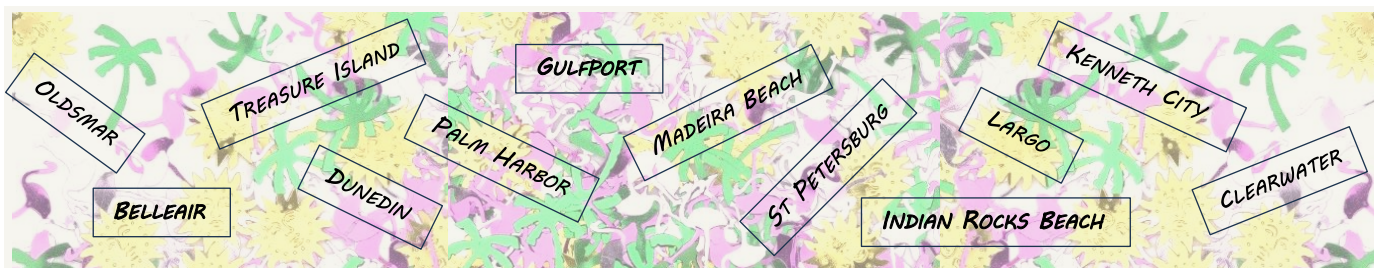 Oldsmar
Treasure Island
Gulfport
Madeira Beach
Kenneth City
Palm Harbor
Largo
St Petersburg
Dunedin
Clearwater
Belleair
Indian Rocks Beach